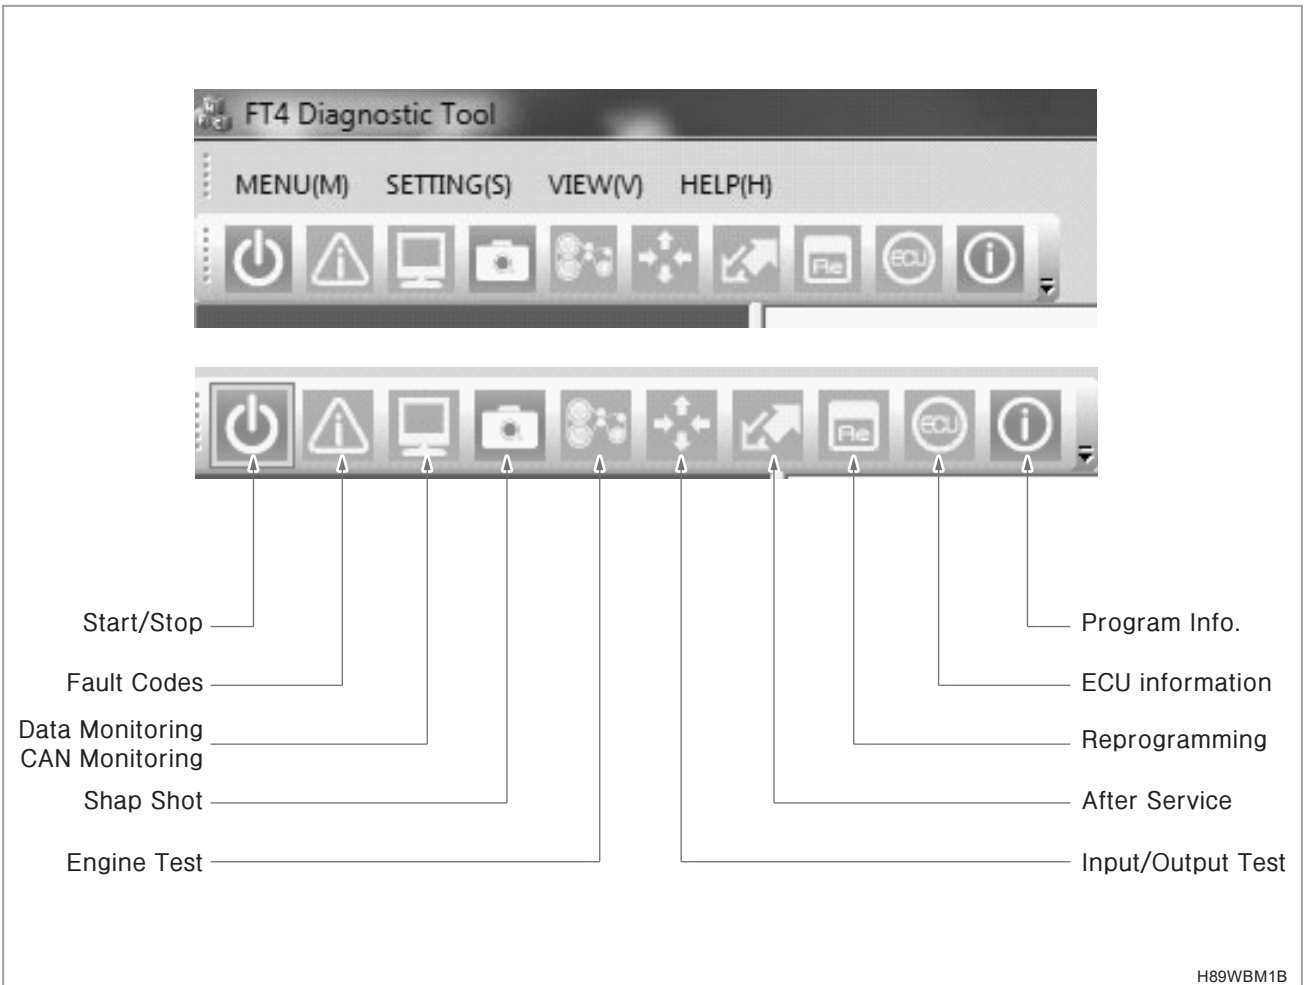 FT4 Diagnostic Tool
MENU(M) SETTING(S) VIEW(V) HELP(H)
Re ECU
Re ECU
Start/Stop
Fault Codes
Data Monitoring
CAN Monitoring
Shap Shot
Engine Test
Program Info.
ECU information
Reprogramming
After Service
Input/Output Test
H89WBM1B